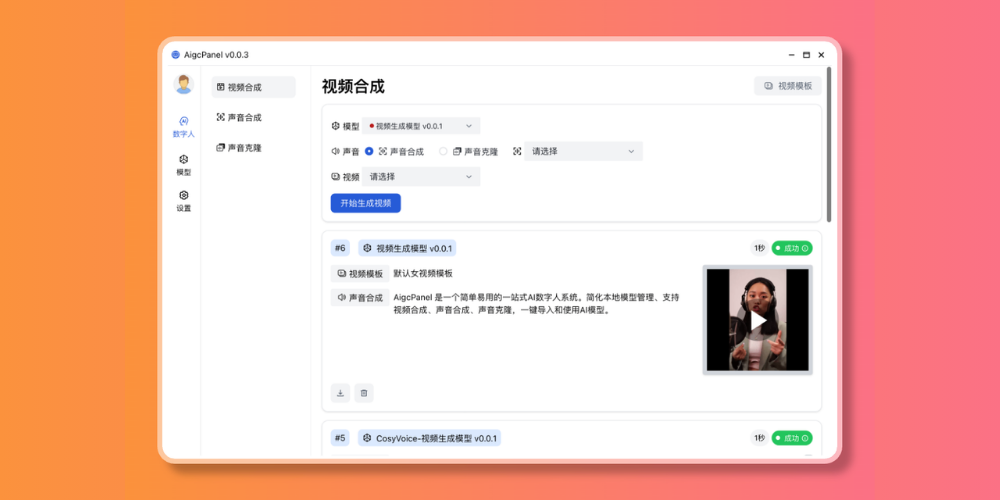 AigcPanel v0.0.3
数字人
模型
设置
视频合成
声音合成
声音克隆
视频合成
视频模板
模型 视频生成模型 v0.0.1
声音 声音合成 声音克隆 请选择
视频 请选择
开始生成视频
#6 视频生成模型 v0.0.1 1秒 成功
视频模板 默认女视频模板
声音合成 AigcPanel 是一个简单易用的一站式AI数字人系统。简化本地模型管理、支持
视频合成、声音合成、声音克隆，一键导入和使用AI模型。
#5 CosyVoice-视频生成模型 v0.0.1 1秒 成功